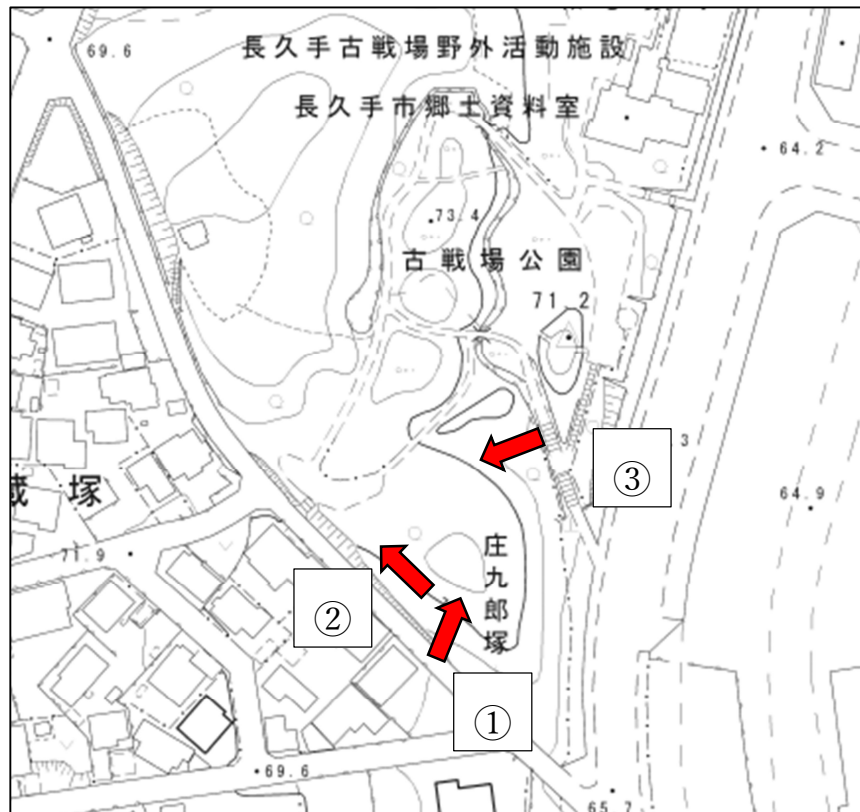 69.6
長久手古戦場野外活動施設
長久手市郷土資料室
64.2
73.4
古戦場公園
71.2
③
塚
64.9
71.9
庄九郎塚
②
①
69.6
65.7